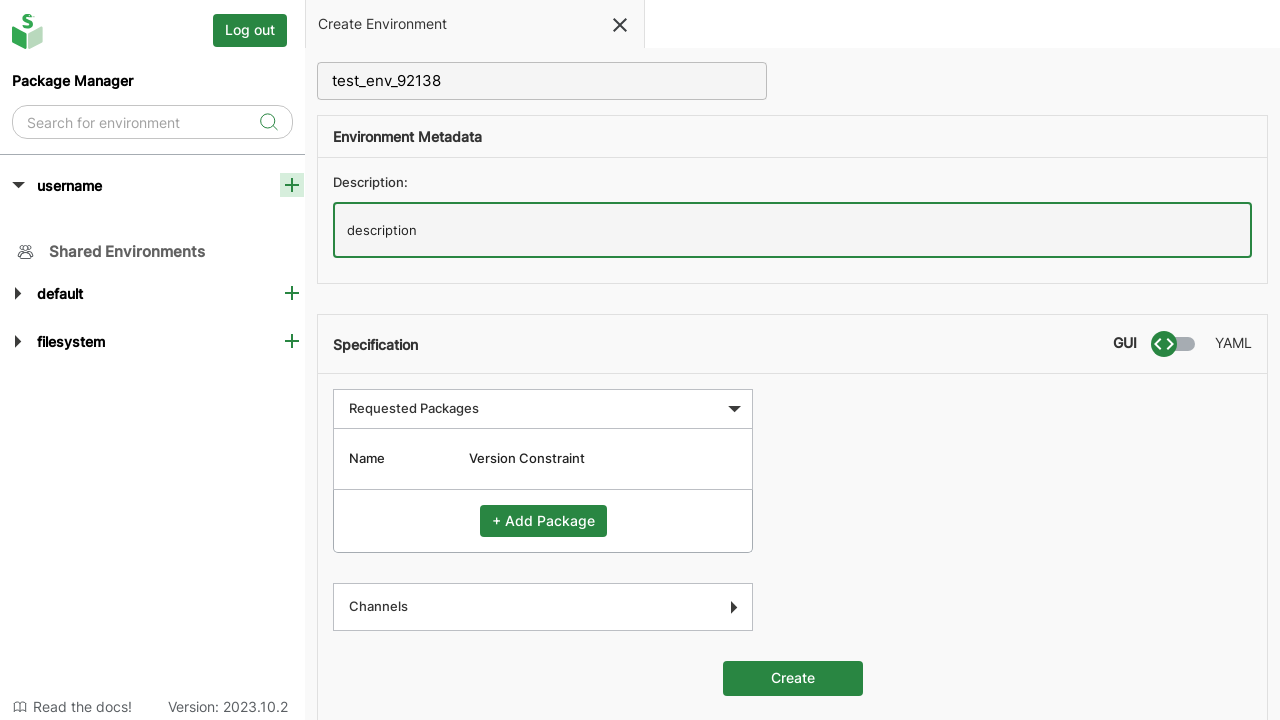 Log out
Package Manager
Search for environment
username
Shared Environments
default
filesystem
Read the docs!
Version: 2023.10.2
Create Environment
test_env_92138
Environment Metadata
Description:
description
Specification
GUI
YAML
Requested Packages
Name
Version Constraint
+ Add Package
Channels
Create